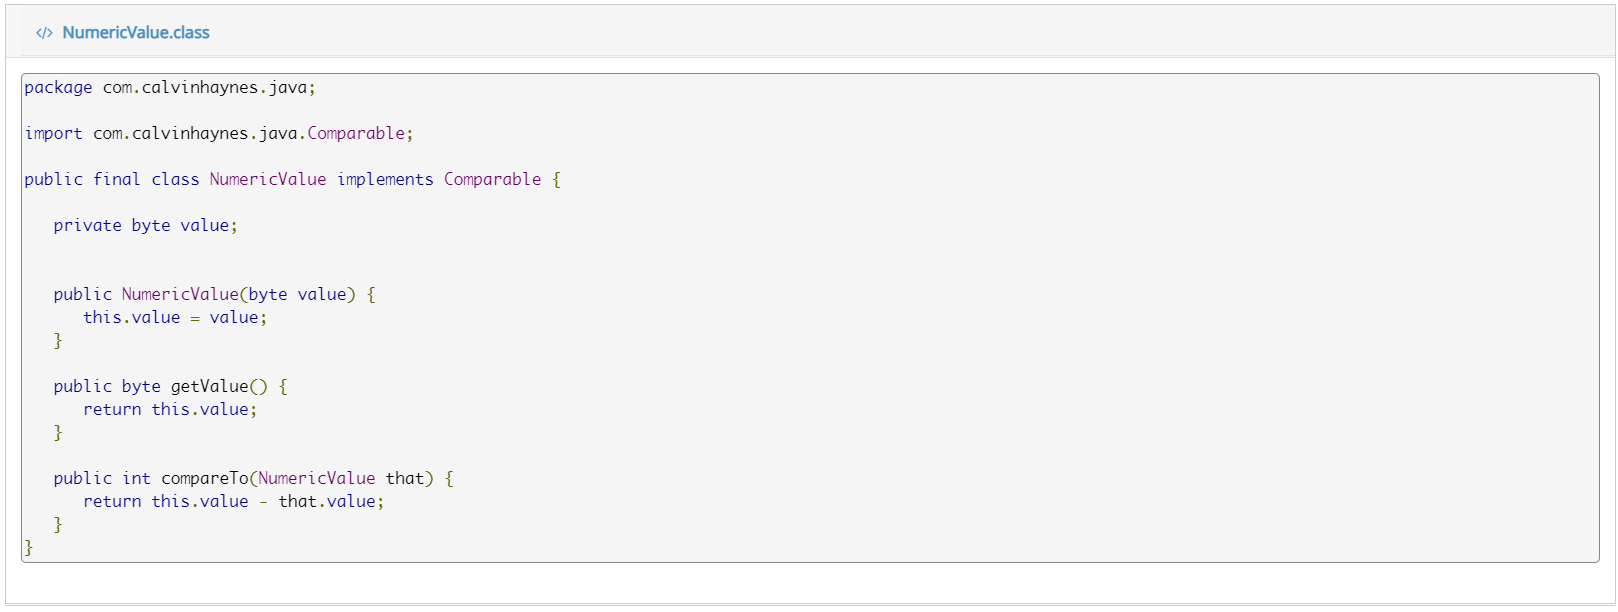 </> NumericValue.class
package com.calvinhaynes.java;
import com.calvinhaynes.java.Comparable;
public final class NumericValue implements Comparable {
   private byte value;
   public NumericValue(byte value) {
      this.value = value;
   }
   public byte getValue() {
      return this.value;
   }
   public int compareTo(NumericValue that) {
      return this.value - that.value;
   }
}